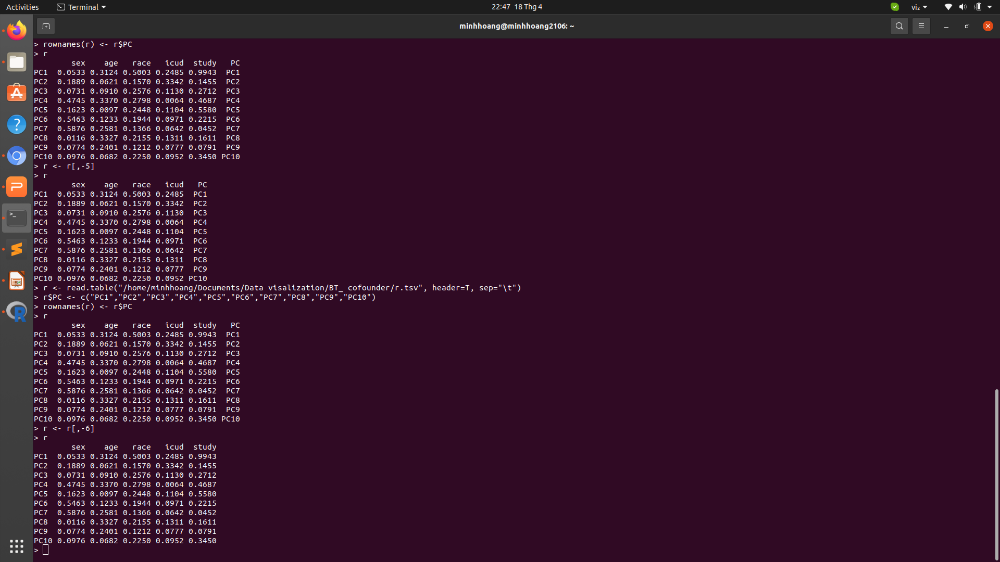 Activities Terminal 22:47 18 Thg 4 vi₂
minhhoang@minhhoang2106: ~
> rownames(r) <- r$PC
> r
sex age race icud study PC
PC1 0.0533 0.3124 0.5003 0.2485 0.9943 PC1
PC2 0.1889 0.0621 0.1570 0.3342 0.1455 PC2
PC3 0.0731 0.0910 0.2576 0.1130 0.2712 PC3
PC4 0.4745 0.3370 0.2798 0.0064 0.4687 PC4
PC5 0.1623 0.0097 0.2448 0.1104 0.5580 PC5
PC6 0.5463 0.1233 0.1944 0.0971 0.2215 PC6
PC7 0.5876 0.2581 0.1366 0.0642 0.0452 PC7
PC8 0.0116 0.3327 0.2155 0.1311 0.1611 PC8
PC9 0.0774 0.2401 0.1212 0.0777 0.0791 PC9
PC10 0.0976 0.0682 0.2250 0.0952 0.3450 PC10
> r <- r[,-5]
> r
sex age race icud PC
PC1 0.0533 0.3124 0.5003 0.2485 PC1
PC2 0.1889 0.0621 0.1570 0.3342 PC2
PC3 0.0731 0.0910 0.2576 0.1130 PC3
PC4 0.4745 0.3370 0.2798 0.0064 PC4
PC5 0.1623 0.0097 0.2448 0.1104 PC5
PC6 0.5463 0.1233 0.1944 0.0971 PC6
PC7 0.5876 0.2581 0.1366 0.0642 PC7
PC8 0.0116 0.3327 0.2155 0.1311 PC8
PC9 0.0774 0.2401 0.1212 0.0777 PC9
PC10 0.0976 0.0682 0.2250 0.0952 PC10
> r <- read.table("/home/minhhoang/Documents/Data visalization/BT_ cofounder/r.tsv", header=T, sep="\t")
> r$PC <- c("PC1","PC2","PC3","PC4","PC5","PC6","PC7","PC8","PC9","PC10")
> rownames(r) <- r$PC
> r
sex age race icud study PC
PC1 0.0533 0.3124 0.5003 0.2485 0.9943 PC1
PC2 0.1889 0.0621 0.1570 0.3342 0.1455 PC2
PC3 0.0731 0.0910 0.2576 0.1130 0.2712 PC3
PC4 0.4745 0.3370 0.2798 0.0064 0.4687 PC4
PC5 0.1623 0.0097 0.2448 0.1104 0.5580 PC5
PC6 0.5463 0.1233 0.1944 0.0971 0.2215 PC6
PC7 0.5876 0.2581 0.1366 0.0642 0.0452 PC7
PC8 0.0116 0.3327 0.2155 0.1311 0.1611 PC8
PC9 0.0774 0.2401 0.1212 0.0777 0.0791 PC9
PC10 0.0976 0.0682 0.2250 0.0952 0.3450 PC10
> r <- r[,-6]
> r
sex age race icud study
PC1 0.0533 0.3124 0.5003 0.2485 0.9943
PC2 0.1889 0.0621 0.1570 0.3342 0.1455
PC3 0.0731 0.0910 0.2576 0.1130 0.2712
PC4 0.4745 0.3370 0.2798 0.0064 0.4687
PC5 0.1623 0.0097 0.2448 0.1104 0.5580
PC6 0.5463 0.1233 0.1944 0.0971 0.2215
PC7 0.5876 0.2581 0.1366 0.0642 0.0452
PC8 0.0116 0.3327 0.2155 0.1311 0.1611
PC9 0.0774 0.2401 0.1212 0.0777 0.0791
PC10 0.0976 0.0682 0.2250 0.0952 0.3450
>